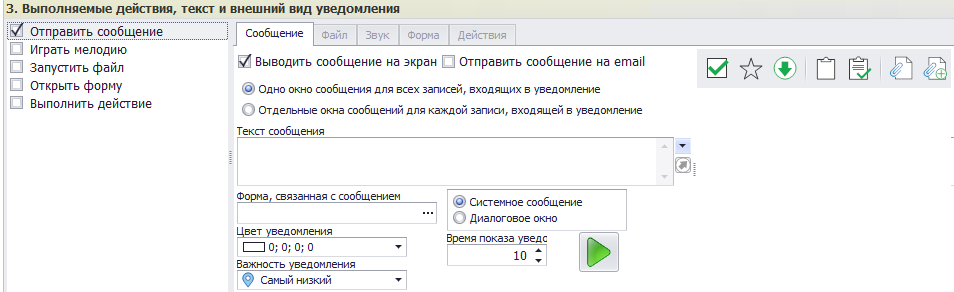 3. Выполняемые действия, текст и внешний вид уведомления
Отправить сообщение
Играть мелодию
Запустить файл
Открыть форму
Выполнить действие
Сообщение Файл Звук Форма Действия
Выводить сообщение на экран Отправить сообщение на email
Одно окно сообщения для всех записей, входящих в уведомление
Отдельные окна сообщений для каждой записи, входящей в уведомление
Текст сообщения
Форма, связанная с сообщением
...
Системное сообщение
Диалоговое окно
Цвет уведомления
0; 0; 0; 0
Время показа уведо
10
Важность уведомления
Самый низкий